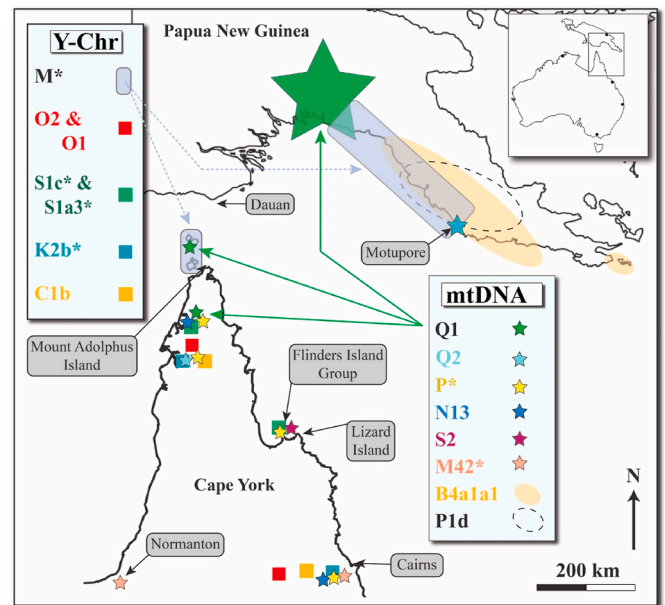 Papua New Guinea
Y-Chr
M*
O2 &
O1
S1c* &
S1a3*
K2b*
C1b
Dauan
Motupore
mtDNA
Q1
Q2
P*
N13
S2
M42*
B4a1a1
P1d
Mount Adolphus
Island
Flinders Island
Group
Lizard
Island
Cape York
Normanton
Cairns
N
200 km